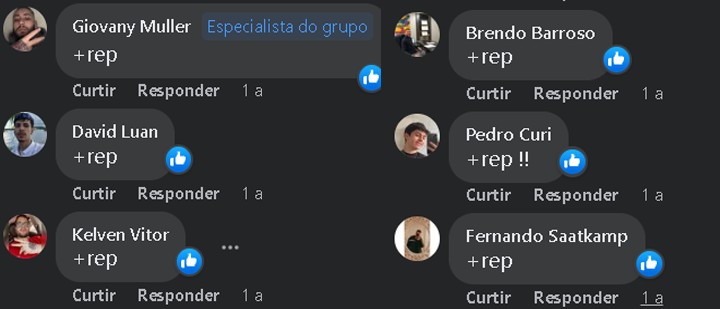 Giovany Muller Especialista do grupo
+rep
Curtir Responder 1 a
David Luan
+rep
Curtir Responder 1 a
Kelven Vitor
+rep
Curtir Responder 1 a
Brendo Barroso
+rep
Curtir Responder 1 a
Pedro Curi
+rep !!
Curtir Responder 1 a
Fernando Saatkamp
+rep
Curtir Responder 1 a